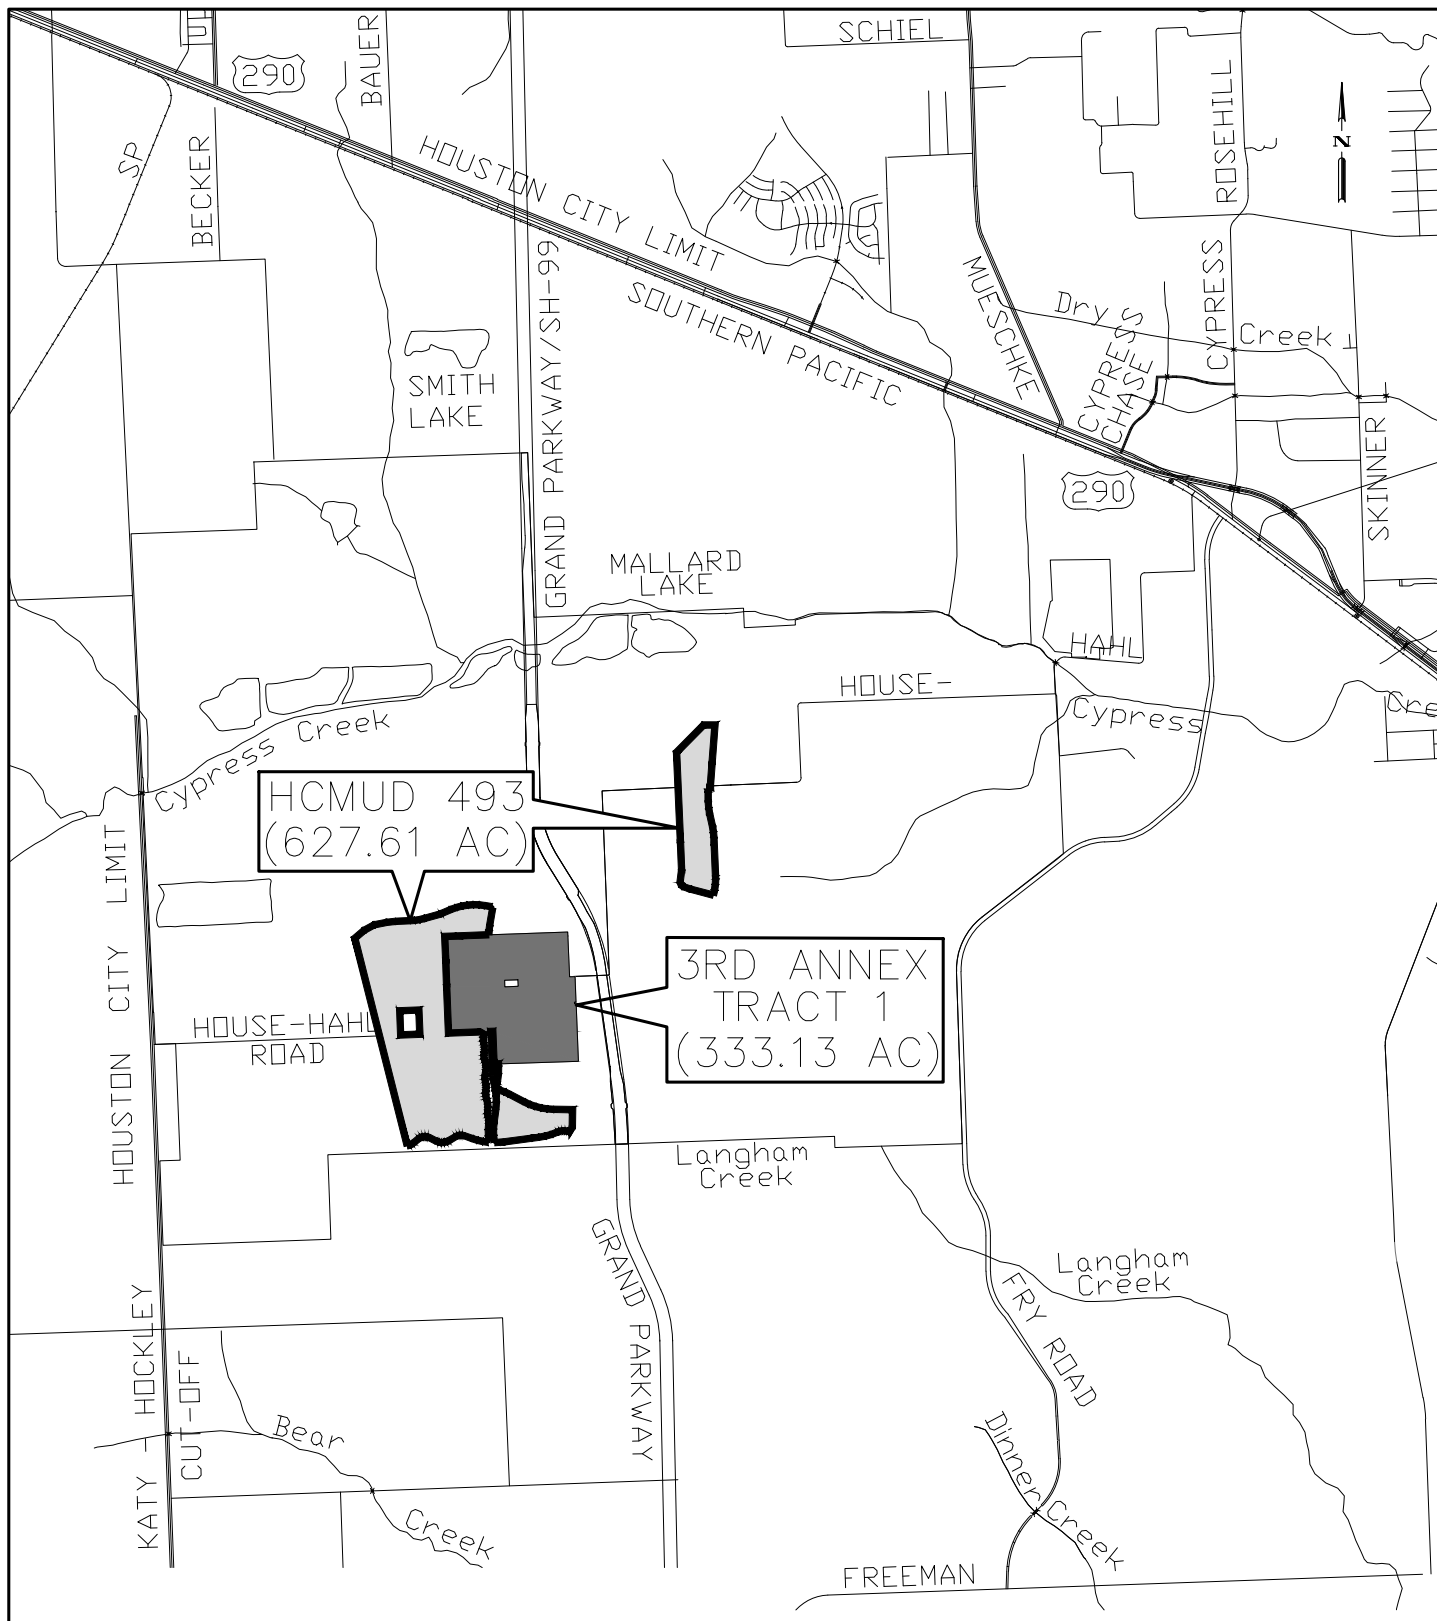 SCHIEL
BAUER
290
ROSEHILL
N
SP
BECKER
HOUSTON CITY LIMIT
SOUTHERN PACIFIC
GRAND PARKWAY/SH-99
MUESCHKE
Dry
Creek
CYPRESS
CYPRESS
CHASE
SMITH
LAKE
SKINNER
290
MALLARD
LAKE
HAHL
HOUSE-
Cypress
Cre
Cypress Creek
HCMUD 493
(627.61 AC)
3RD ANNEX
TRACT 1
(333.13 AC)
HOUSE-HAHL
ROAD
HOUSTON CITY LIMIT
Langham
Creek
GRAND PARKWAY
Langham
Creek
FRY ROAD
KATY - HOCKLEY
CUT-OFF
Bear
Creek
Dinner Creek
FREEMAN